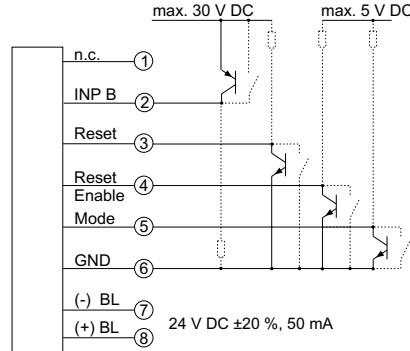 max. 30 V DC max. 5 V DC
n.c. 1
INP B 2
Reset 3
Reset
Enable 4
Mode 5
GND 6
(-) BL 7
(+) BL 8
24 V DC ±20 %, 50 mA